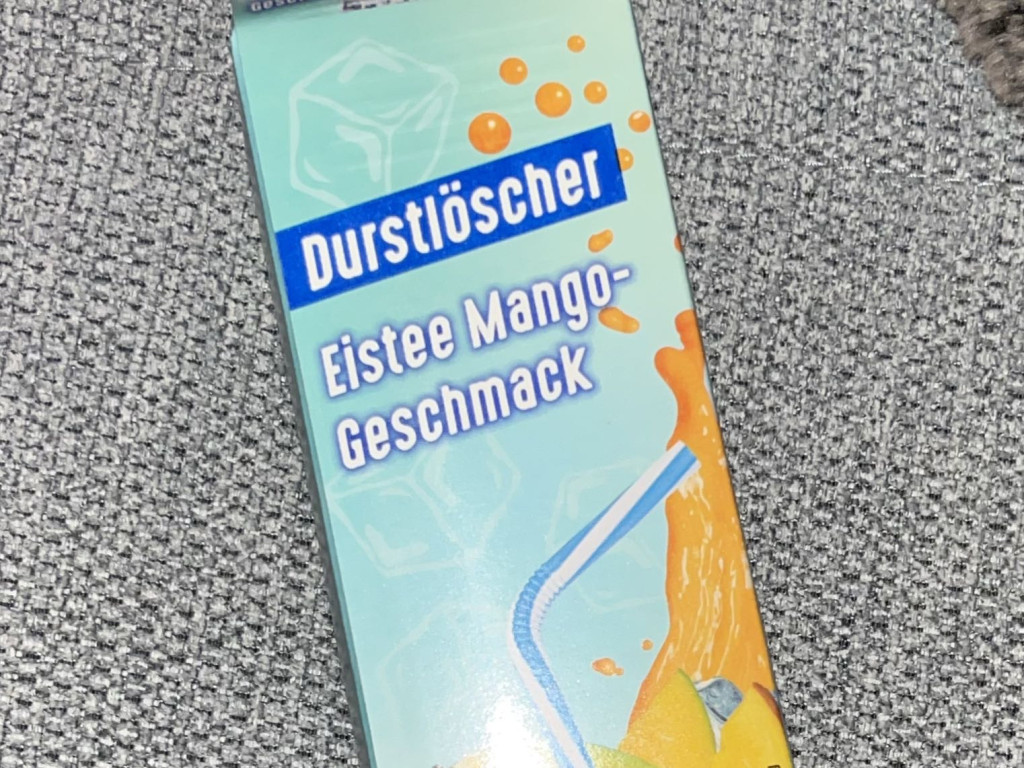 Durstlöscher
Eistee Mango-
Geschmack